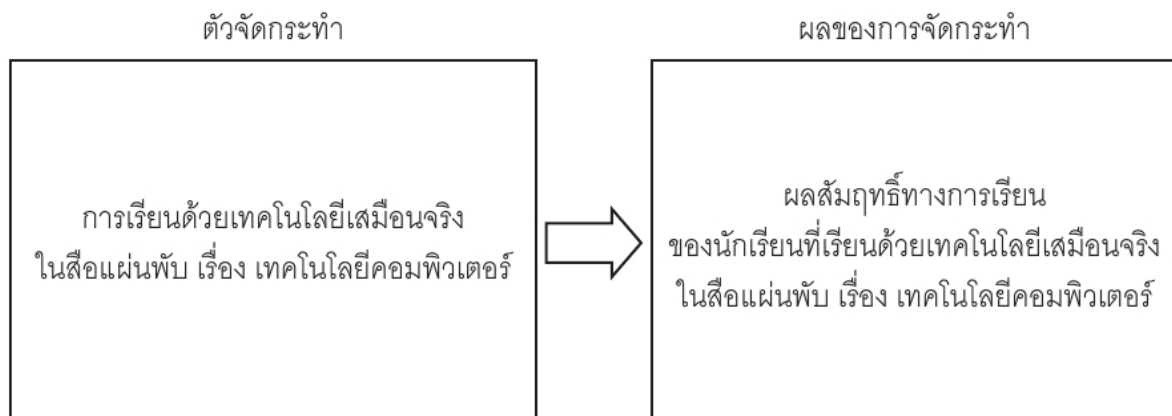 ตัวจัดกระทำ
ผลของการจัดกระทำ
การเรียนด้วยเทคโนโลยีเสมือนจริง
ในสื่อแผ่นพับ เรื่อง เทคโนโลยีคอมพิวเตอร์
ผลสัมฤทธิ์ทางการเรียน
ของนักเรียนที่เรียนด้วยเทคโนโลยีเสมือนจริง
ในสื่อแผ่นพับ เรื่อง เทคโนโลยีคอมพิวเตอร์